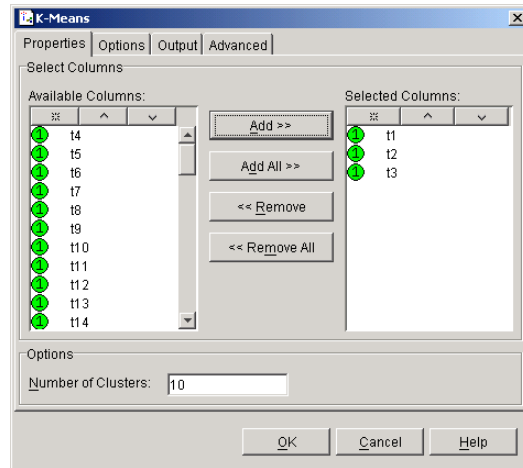 K-Means
Properties Options Output Advanced
Select Columns
Available Columns:
t4
t5
t6
t7
t8
t9
t10
t11
t12
t13
t14
Add >>
Add All >>
<< Remove
<< Remove All
Selected Columns:
t1
t2
t3
Options
Number of Clusters: 10
OK Cancel Help